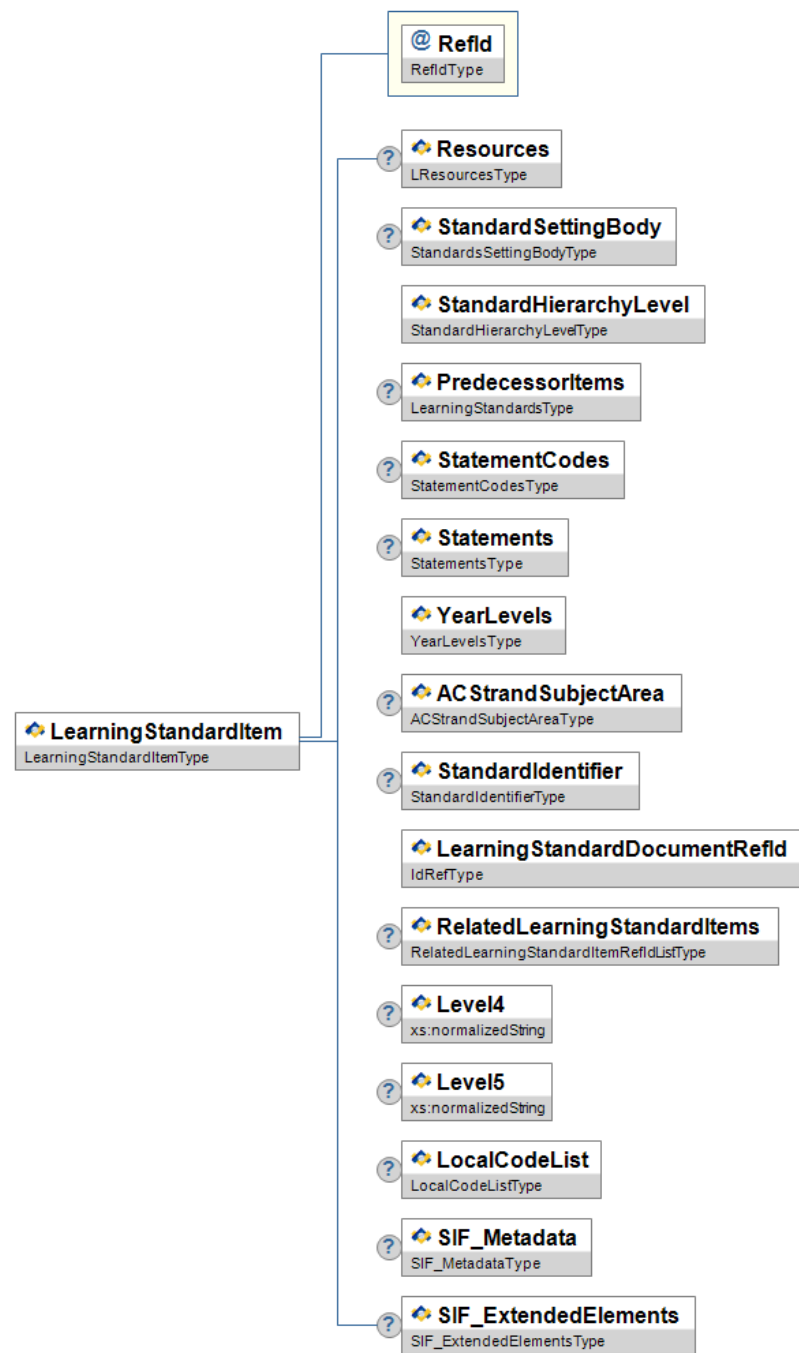 @ RefId
RefIdType
? Resources
LResourcesType
? StandardSettingBody
StandardsSettingBodyType
StandardHierarchyLevel
StandardHierarchyLevelType
? PredecessorItems
LearningStandardsType
? StatementCodes
StatementCodesType
? Statements
StatementsType
YearLevels
YearLevelsType
? ACStrandSubjectArea
ACStrandSubjectAreaType
LearningStandardItem
LearningStandardItemType
? StandardIdentifier
StandardIdentifierType
LearningStandardDocumentRefId
IdRefType
? RelatedLearningStandardItems
RelatedLearningStandardItemRefIdListType
? Level4
xs:normalizedString
? Level5
xs:normalizedString
? LocalCodeList
LocalCodeListType
? SIF_Metadata
SIF_MetadataType
? SIF_ExtendedElements
SIF_ExtendedElementsType